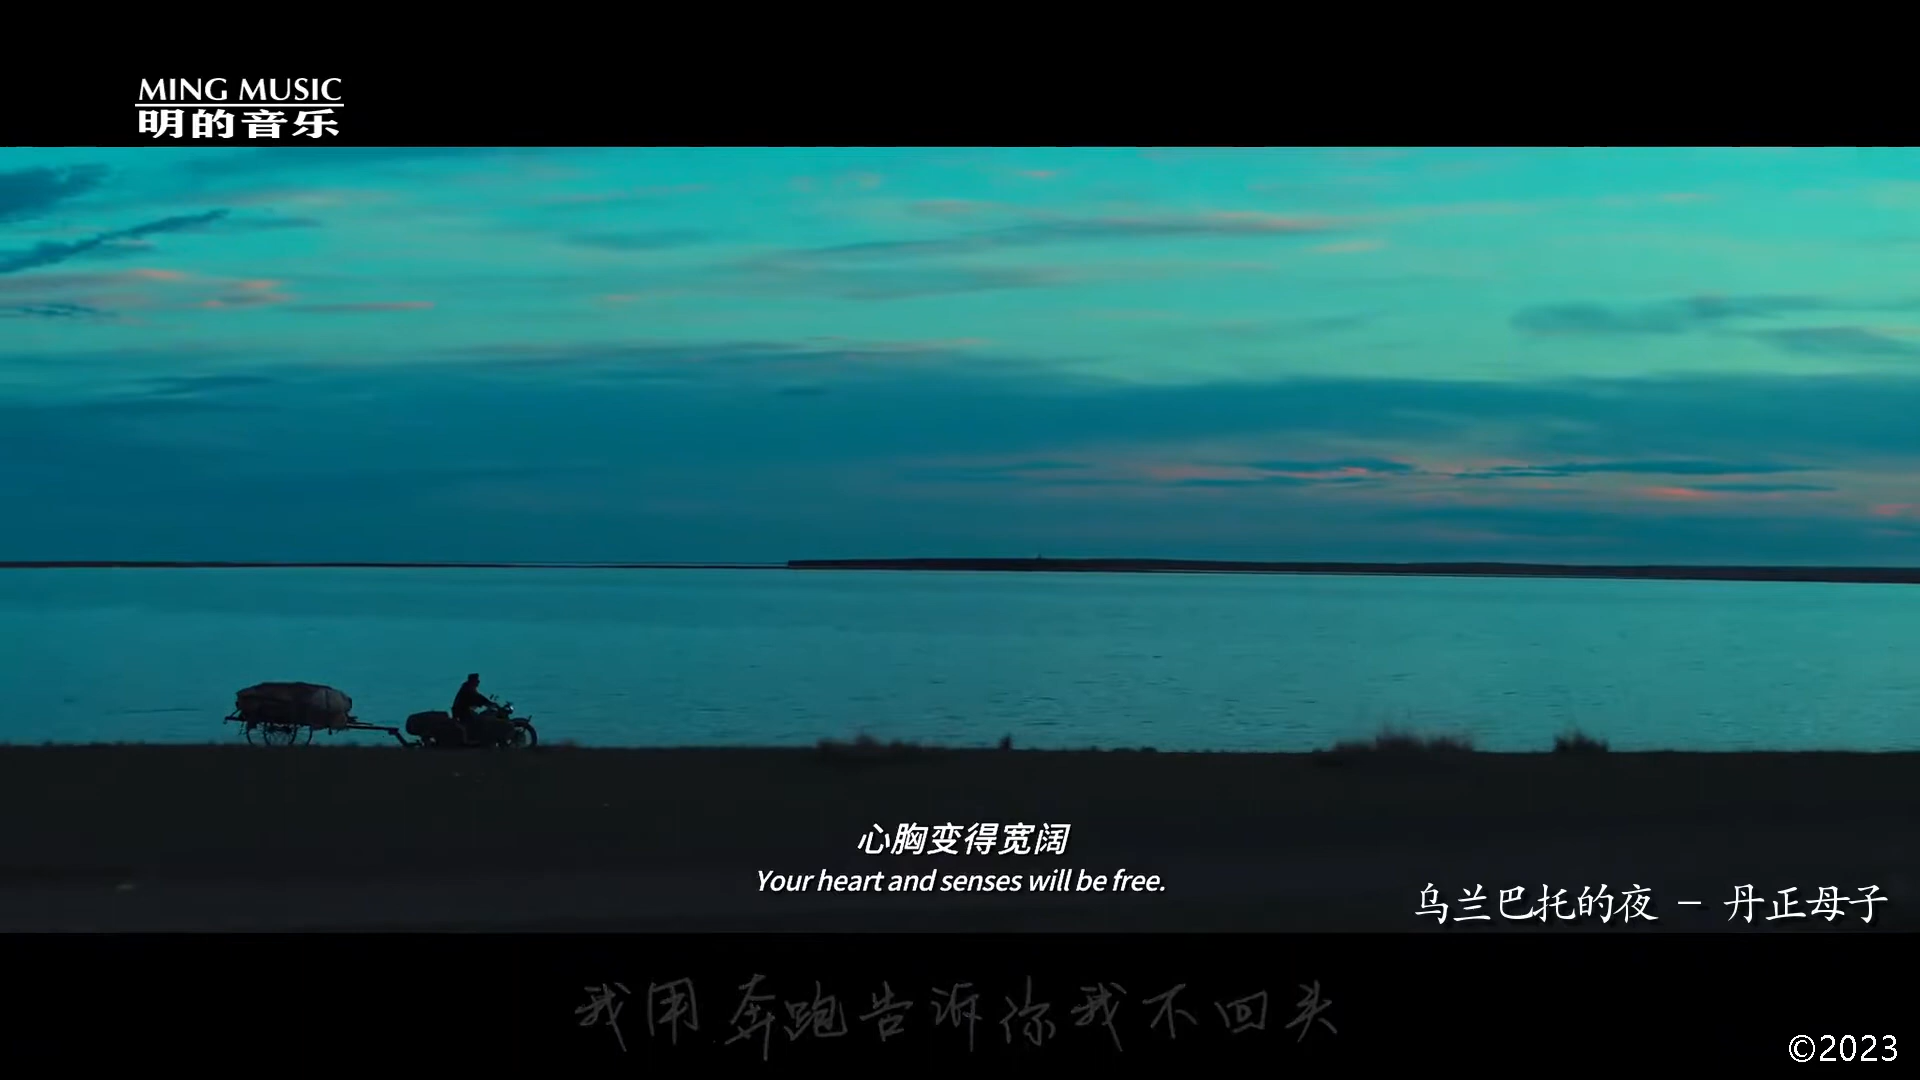 MING MUSIC
明的音乐
心胸变得宽阔
Your heart and senses will be free.
乌兰巴托的夜 - 丹正母子
我用奔跑告诉你我不回头
©2023